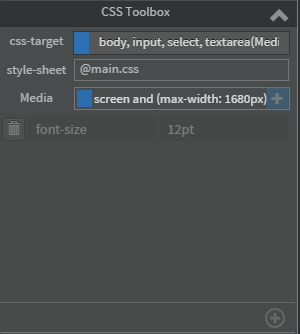 CSS Toolbox
css-target body, input, select, textarea(Medi
style-sheet @main.css
Media screen and (max-width: 1680px)
font-size 12pt